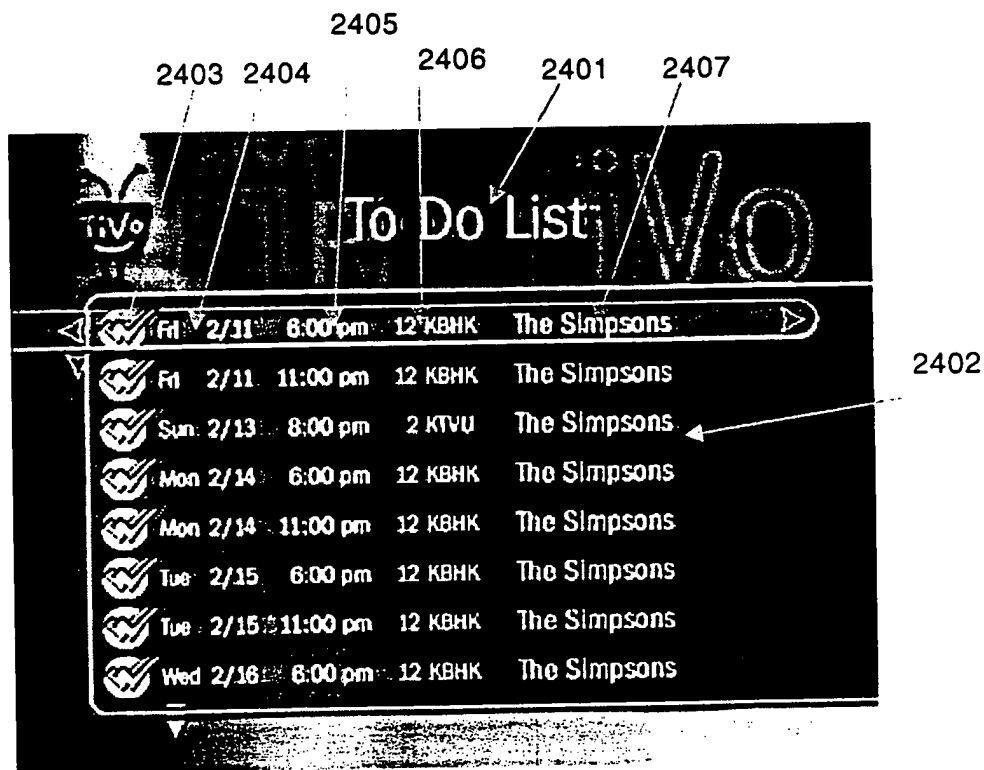 2405
2403 2404 2406 2401 2407
TiVo To Do List iVo
Fri 2/11 6:00 pm 12 KBHK The Simpsons
2402
Fri 2/11 11:00 pm 12 KBHK The Simpsons
Sun 2/13 8:00 pm 2 KTVU The Simpsons
Mon 2/14 6:00 pm 12 KBHK The Simpsons
Mon 2/14 11:00 pm 12 KBHK The Simpsons
Tue 2/15 6:00 pm 12 KBHK The Simpsons
Tue 2/15 11:00 pm 12 KBHK The Simpsons
Wed 2/16 6:00 pm 12 KBHK The Simpsons